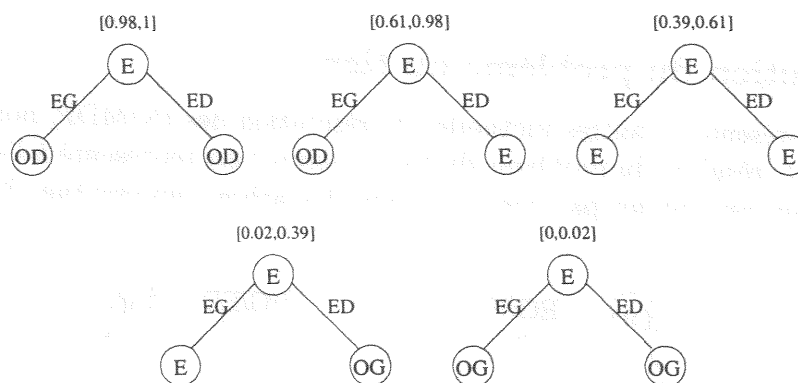 [0.98,1] [0.61,0.98] [0.39,0.61]
E E E
EG ED EG ED EG ED
OD OD OD E E E
[0.02,0.39] [0,0.02]
E E
EG ED EG ED
E OG OG OG